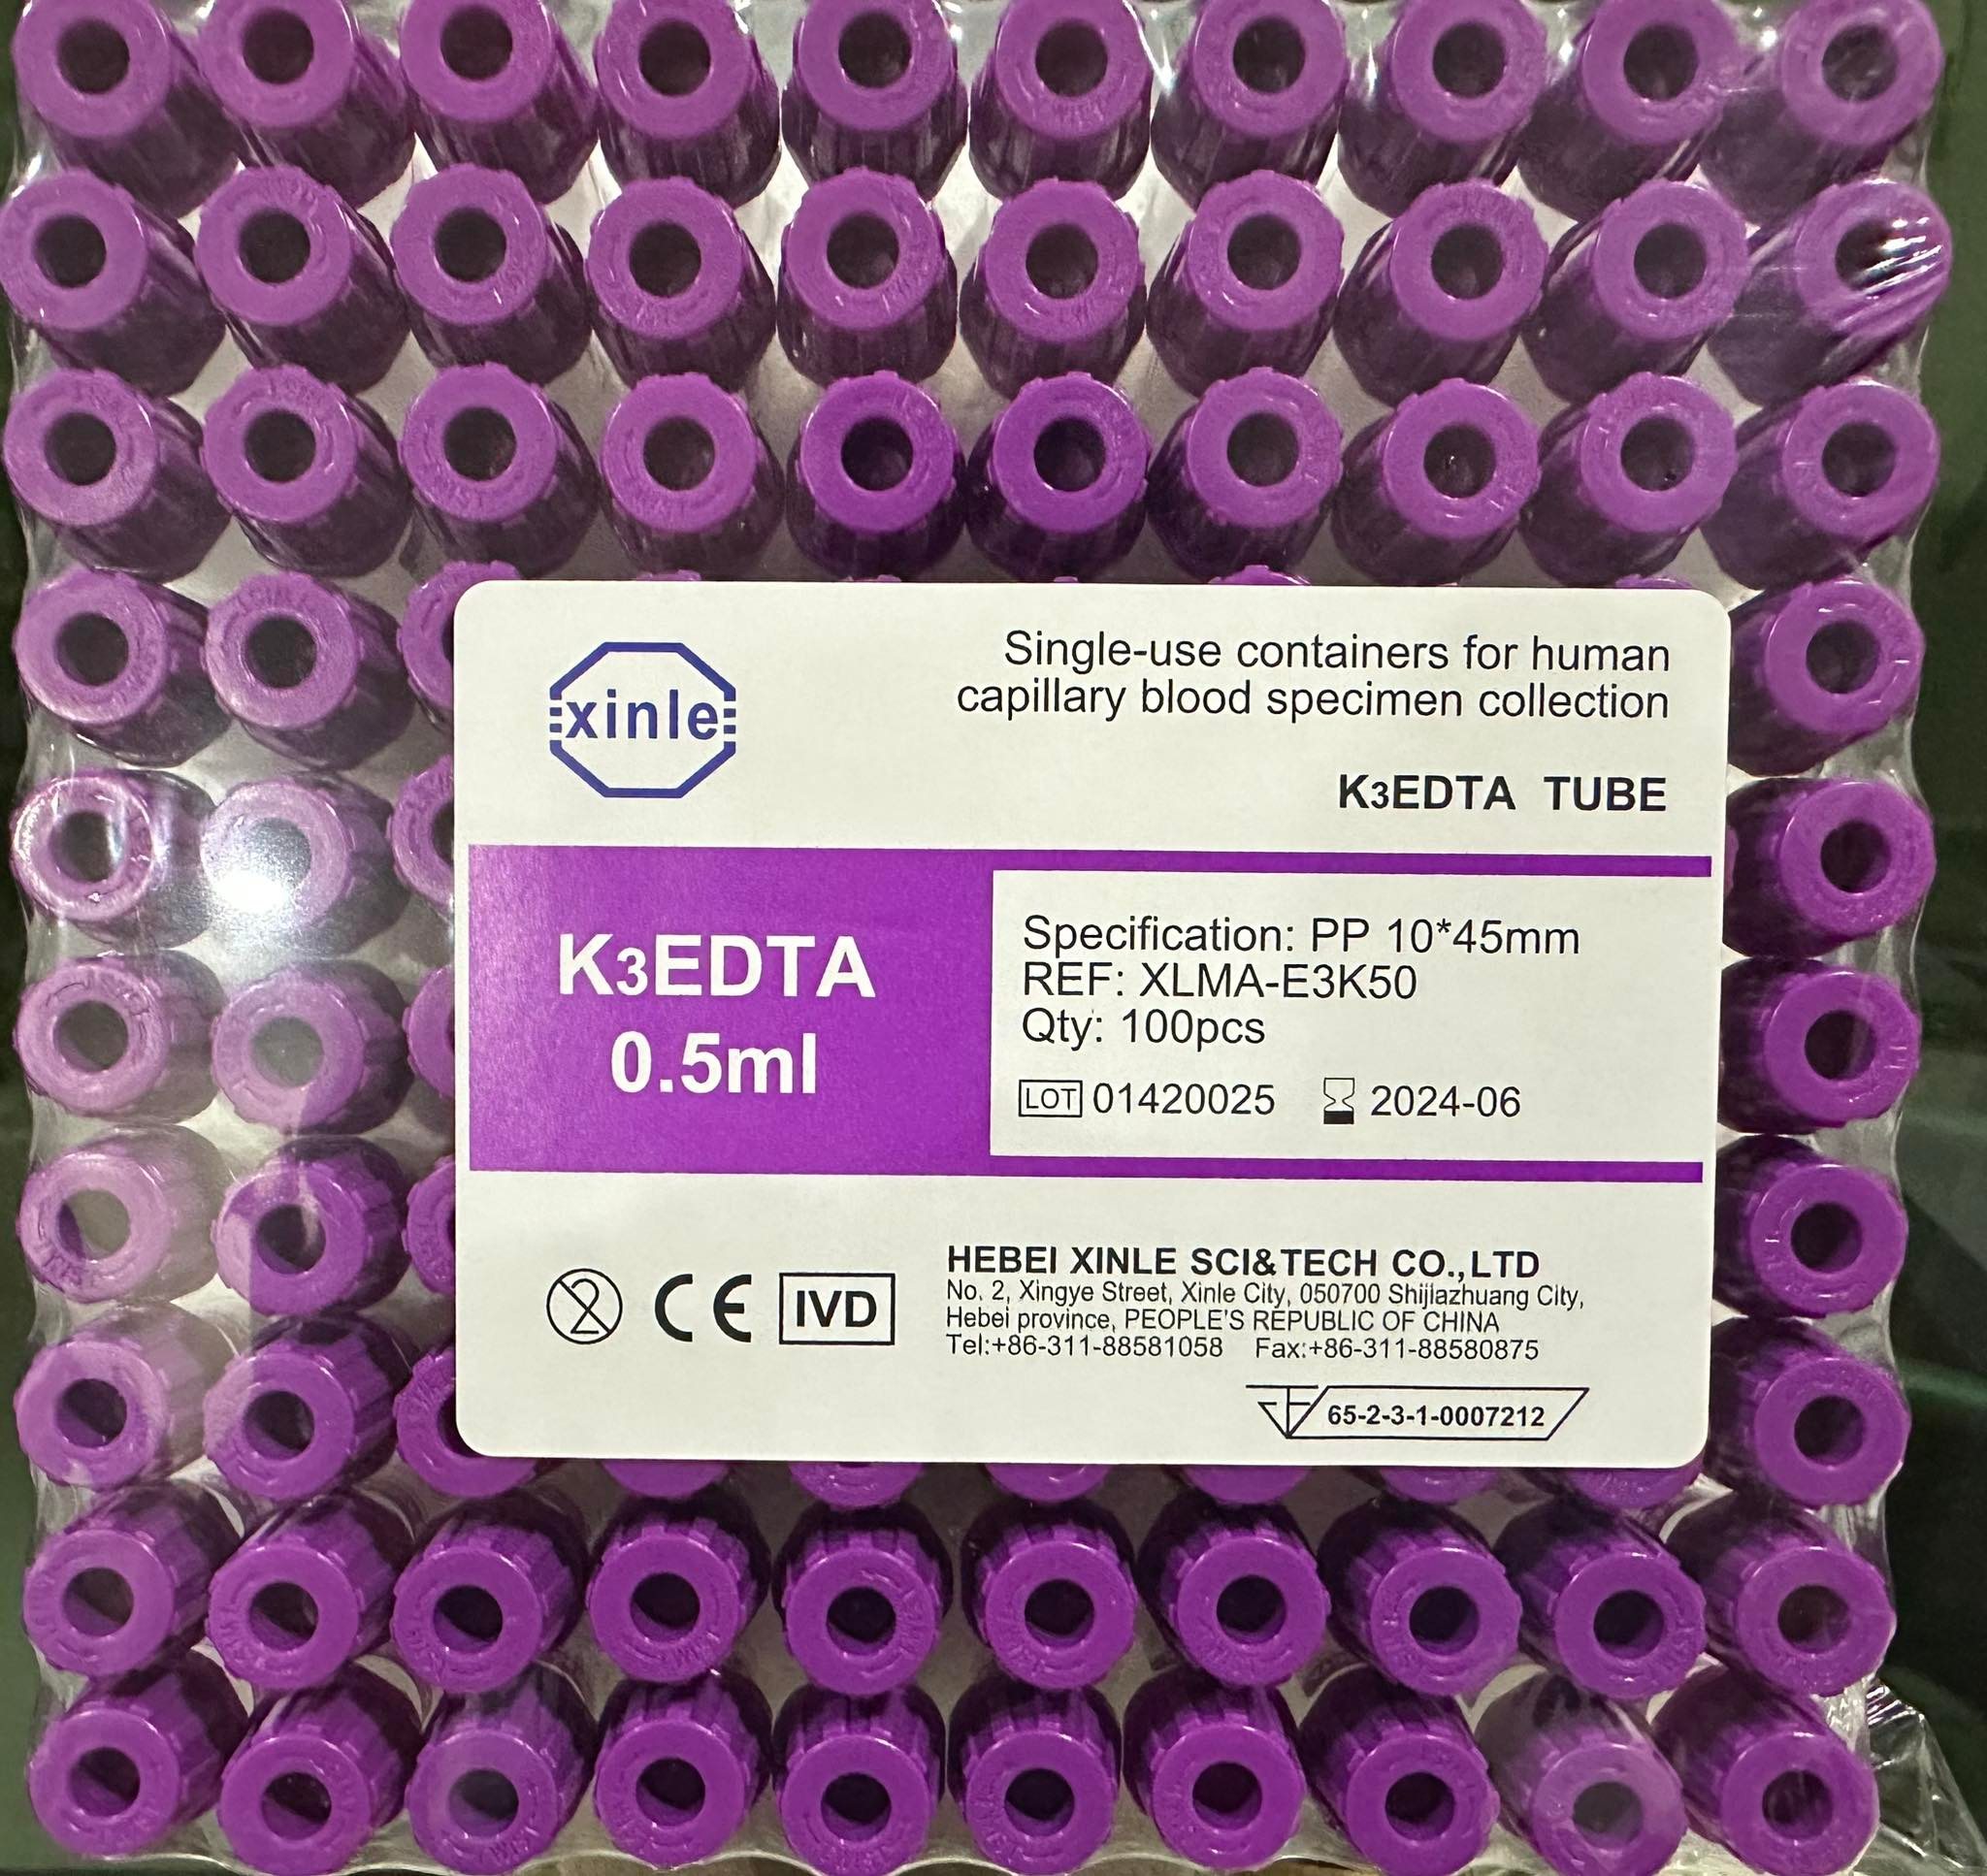 xinle
Single-use containers for human
capillary blood specimen collection
K3EDTA TUBE
K3EDTA
0.5ml
Specification: PP 10*45mm
REF: XLMA-E3K50
Qty: 100pcs
LOT 01420025 2024-06
2 CE IVD
HEBEI XINLE SCI&TECH CO.,LTD
No. 2, Xingye Street, Xinle City, 050700 Shijiazhuang City,
Hebei province, PEOPLE'S REPUBLIC OF CHINA
Tel:+86-311-88581058 Fax:+86-311-88580875
65-2-3-1-0007212